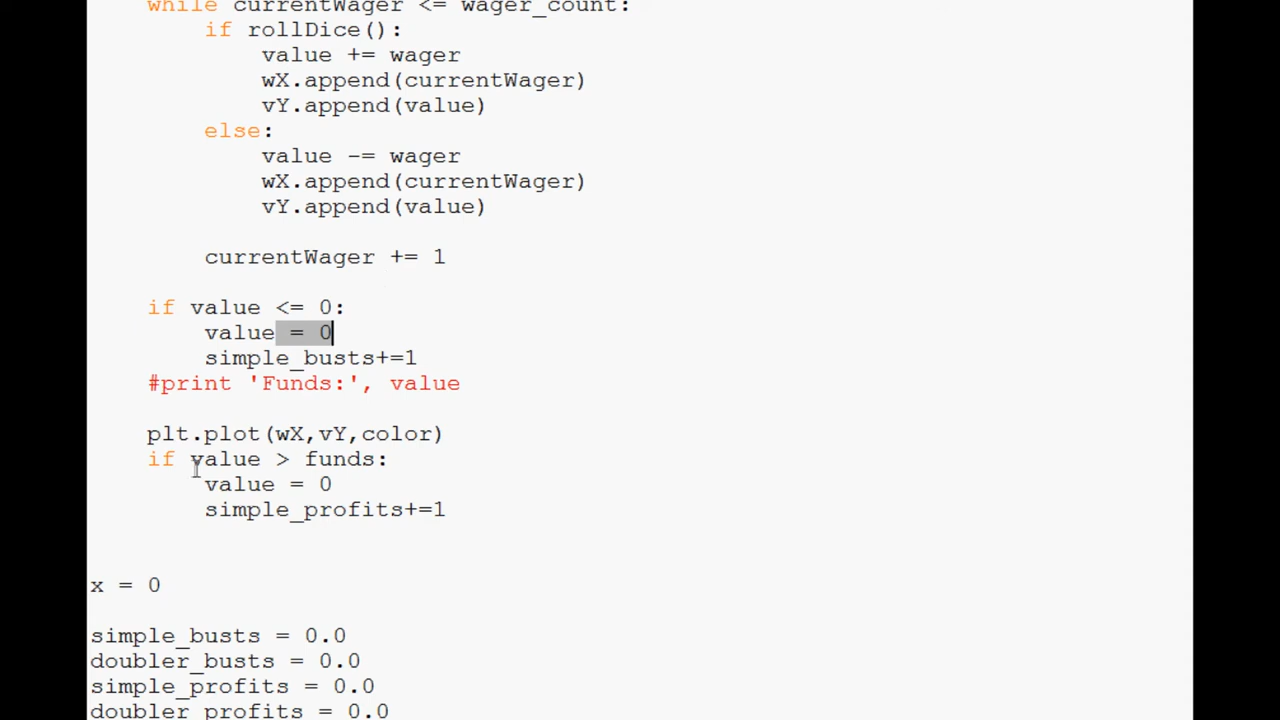 while currentWager <= wager_count:
if rollDice():
value += wager
wX.append(currentWager)
vY.append(value)
else:
value -= wager
wX.append(currentWager)
vY.append(value)
currentWager += 1
if value <= 0:
value = 0
simple_busts+=1
#print 'Funds:', value
plt.plot(wX,vY,color)
if value > funds:
value = 0
simple_profits+=1
x = 0
simple_busts = 0.0
doubler_busts = 0.0
simple_profits = 0.0
doubler_profits = 0.0